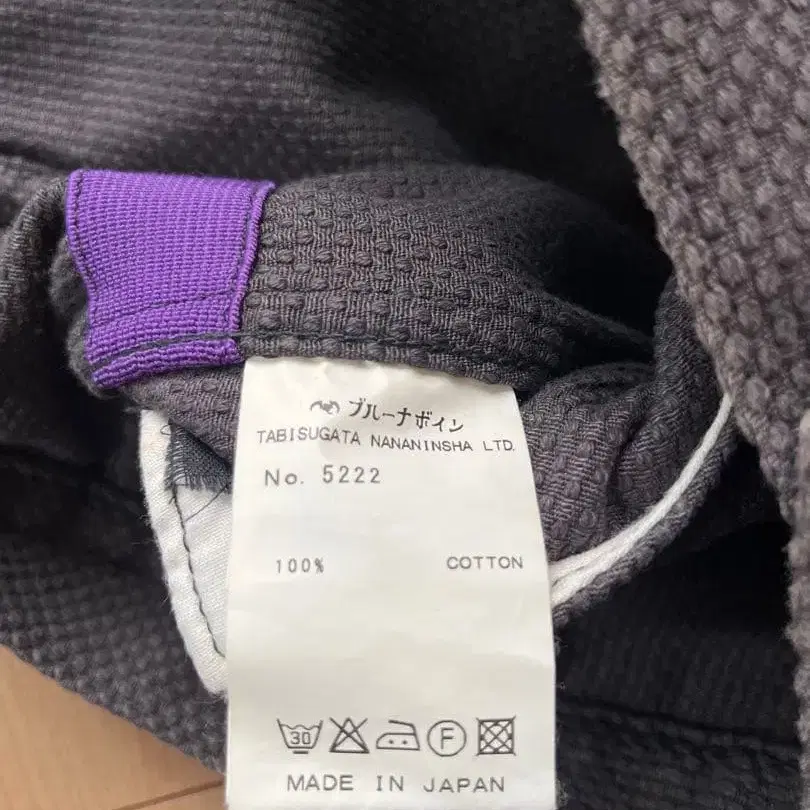 ブルーナボイン
TABISUGATA NANANINSHA LTD.
No. 5222
100% COTTON
30 F
MADE IN JAPAN